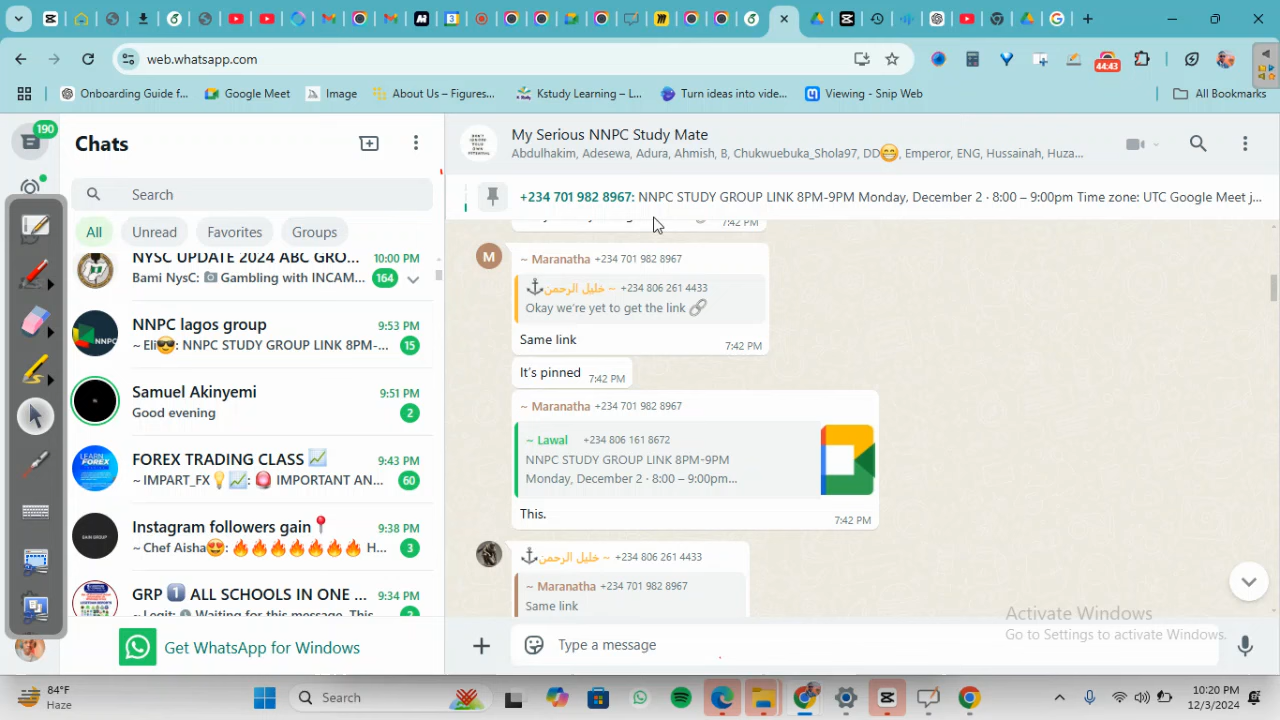 web.whatsapp.com
44:43
Onboarding Guide f...
Google Meet
Image
About Us – Figures...
Kstudy Learning – L...
Turn ideas into vide...
Viewing - Snip Web
All Bookmarks
190
Chats
Search
All
Unread
Favorites
Groups
NYSC UPDATE 2024 ABC GRO...
10:00 PM
Bami NysC: 📷 Gambling with INCAM...
164
NNPC lagos group
9:53 PM
~ Eli😎: NNPC STUDY GROUP LINK 8PM-...
15
Samuel Akinyemi
9:51 PM
Good evening
2
FOREX TRADING CLASS 📈
9:43 PM
~ IMPART_FX💡📈: 🚨 IMPORTANT AN...
60
Instagram followers gain📍
9:38 PM
~ Chef Aisha😍: 🔥🔥🔥🔥🔥🔥🔥 H...
3
GRP 1️⃣ ALL SCHOOLS IN ONE ...
9:34 PM
~ Legit: Waiting for this message. This
Get WhatsApp for Windows
My Serious NNPC Study Mate
Abdulhakim, Adesewa, Adura, Ahmish, B, Chukwuebuka_Shola97, DD😁, Emperor, ENG, Hussainah, Huza...
+234 701 982 8967: NNPC STUDY GROUP LINK 8PM-9PM Monday, December 2 · 8:00 – 9:00pm Time zone: UTC Google Meet j...
7:42 PM
M
~ Maranatha +234 701 982 8967
⚓خليل الرحمن ~ +234 806 261 4433
Okay we're yet to get the link 🔗
Same link
7:42 PM
It's pinned
7:42 PM
~ Maranatha +234 701 982 8967
~ Lawal +234 806 161 8672
NNPC STUDY GROUP LINK 8PM-9PM
Monday, December 2 · 8:00 – 9:00pm...
This.
7:42 PM
⚓خليل الرحمن ~ +234 806 261 4433
~ Maranatha +234 701 982 8967
Same link
Type a message
Activate Windows
Go to Settings to activate Windows.
84°F
Haze
Search
10:20 PM
12/3/2024